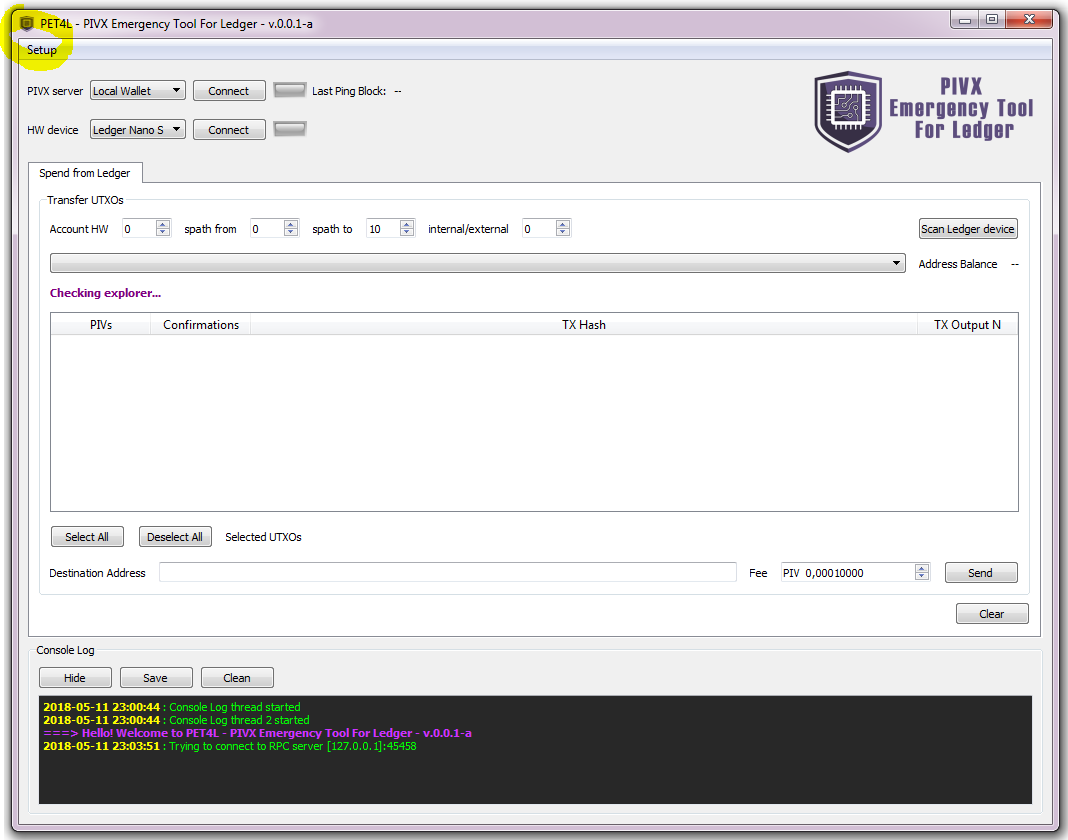 PET4L - PIVX Emergency Tool For Ledger - v.0.0.1-a
Setup
PIVX server Local Wallet Connect Last Ping Block: --
HW device Ledger Nano S Connect
PIVX
Emergency Tool
For Ledger
Spend from Ledger
Transfer UTXOs
Account HW 0 spath from 0 spath to 10 internal/external 0 Scan Ledger device
Address Balance --
Checking explorer...
PIVs Confirmations TX Hash TX Output N
Select All Deselect All Selected UTXOs
Destination Address Fee PIV 0,00010000 Send
Clear
Console Log
Hide Save Clean
2018-05-11 23:00:44 : Console Log thread started
2018-05-11 23:00:44 : Console Log thread 2 started
===> Hello! Welcome to PET4L - PIVX Emergency Tool For Ledger - v.0.0.1-a
2018-05-11 23:03:51 : Trying to connect to RPC server [127.0.0.1]:45458